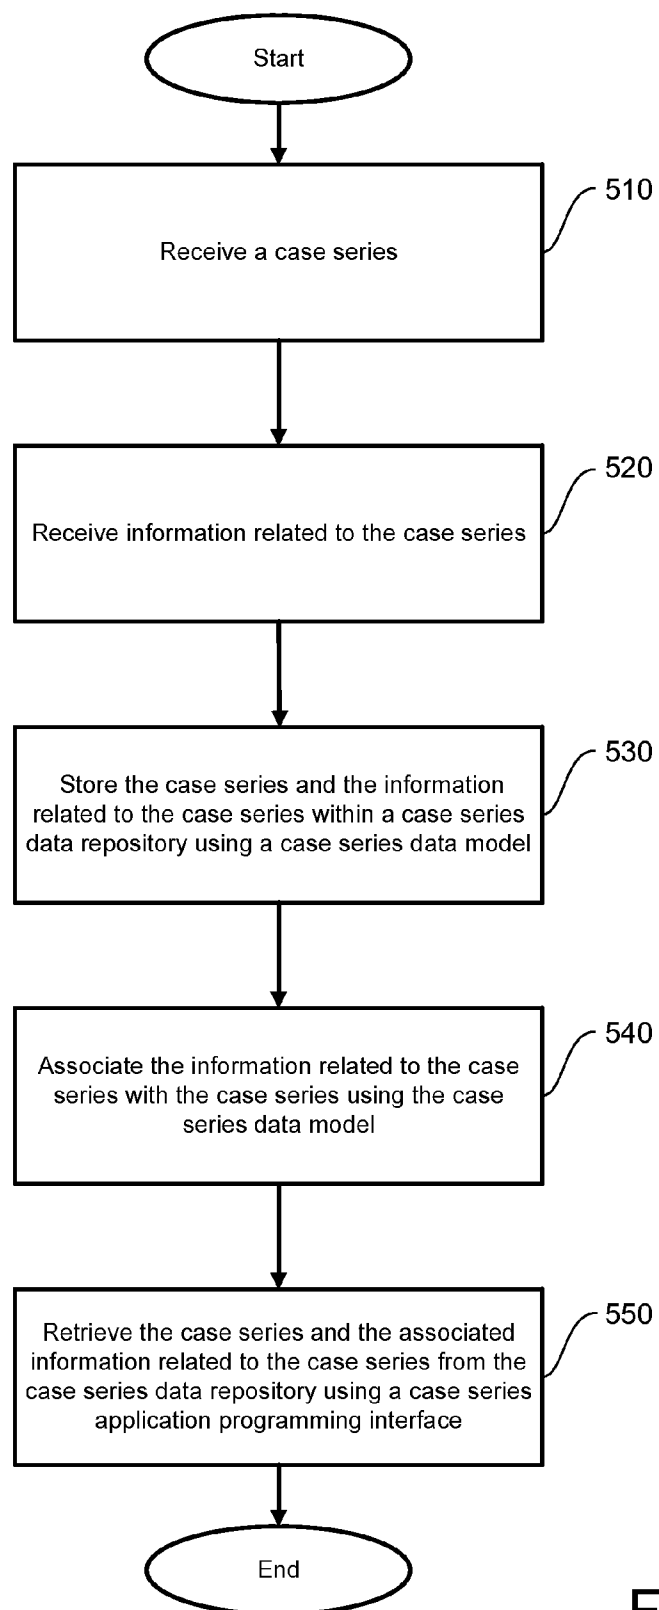 Start
510
Receive a case series
520
Receive information related to the case series
530
Store the case series and the information
related to the case series within a case series
data repository using a case series data model
540
Associate the information related to the case
series with the case series using the case
series data model
550
Retrieve the case series and the associated
information related to the case series from the
case series data repository using a case series
application programming interface
End